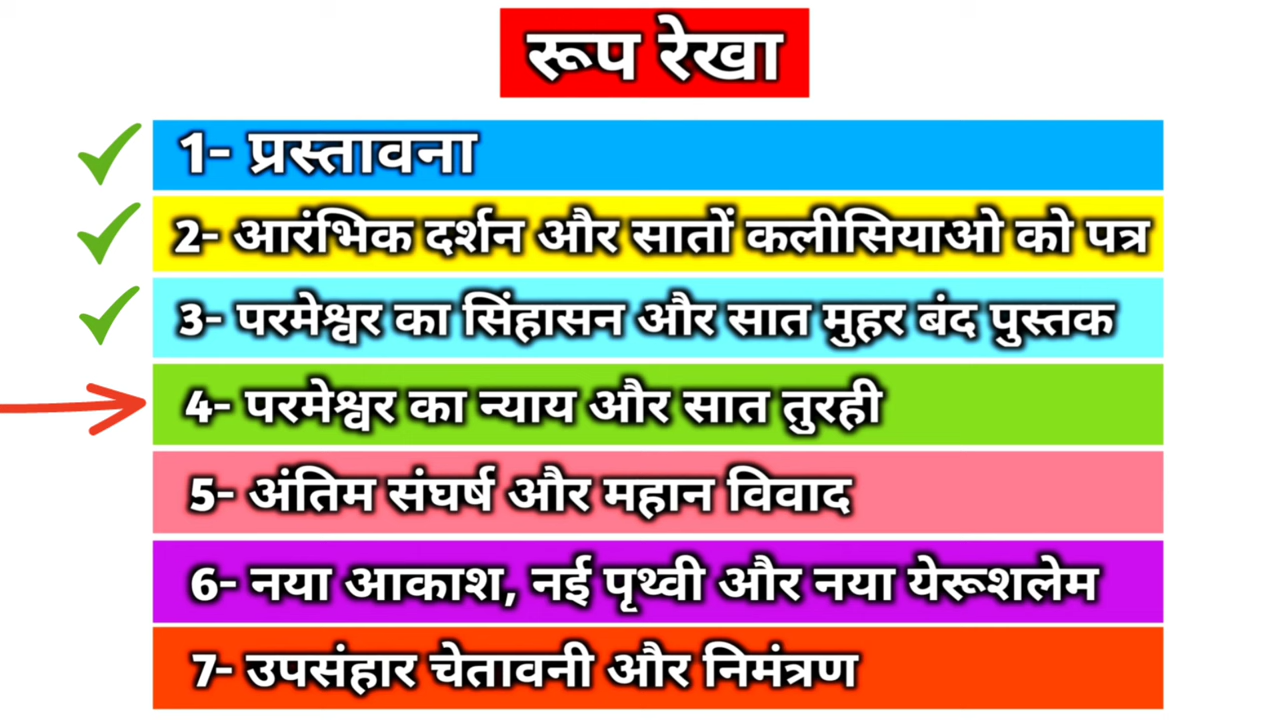 रूप रेखा
1- प्रस्तावना
2- आरंभिक दर्शन और सातों कलीसियाओ को पत्र
3- परमेश्वर का सिंहासन और सात मुहर बंद पुस्तक
4- परमेश्वर का न्याय और सात तुरही
5- अंतिम संघर्ष और महान विवाद
6- नया आकाश, नई पृथ्वी और नया येरूशलेम
7- उपसंहार चेतावनी और निमंत्रण